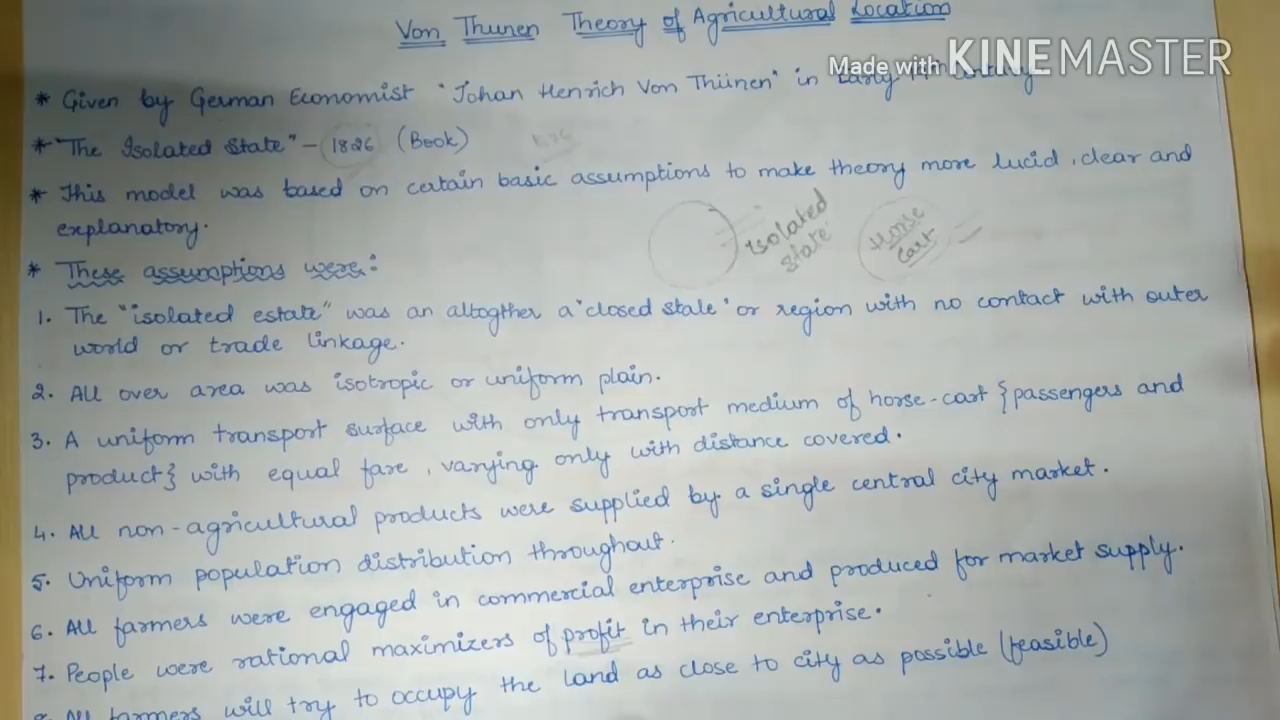 Von Thunen Theory of Agricultural Location
Made with KINEMASTER
* Given by German Economist 'Johan Henrich Von Thünen' in Early century
* "The Isolated State" - 1826 (Book)
* This model was based on certain basic assumptions to make theory more lucid, clear and
explanatory.
Isolated
state
Horse
cart
* These assumptions were:
1. The "isolated estate" was an altogther a 'closed state' or region with no contact with outer
world or trade linkage.
2. All over area was isotropic or uniform plain.
3. A uniform transport surface with only transport medium of horse-cart {passengers and
product} with equal fare, varying only with distance covered.
4. All non-agricultural products were supplied by a single central city market.
5. Uniform population distribution throughout.
6. All farmers were engaged in commercial enterprise and produced for market supply.
7. People were rational maximizers of profit in their enterprise.
8. All farmers will try to occupy the land as close to city as possible (feasible)